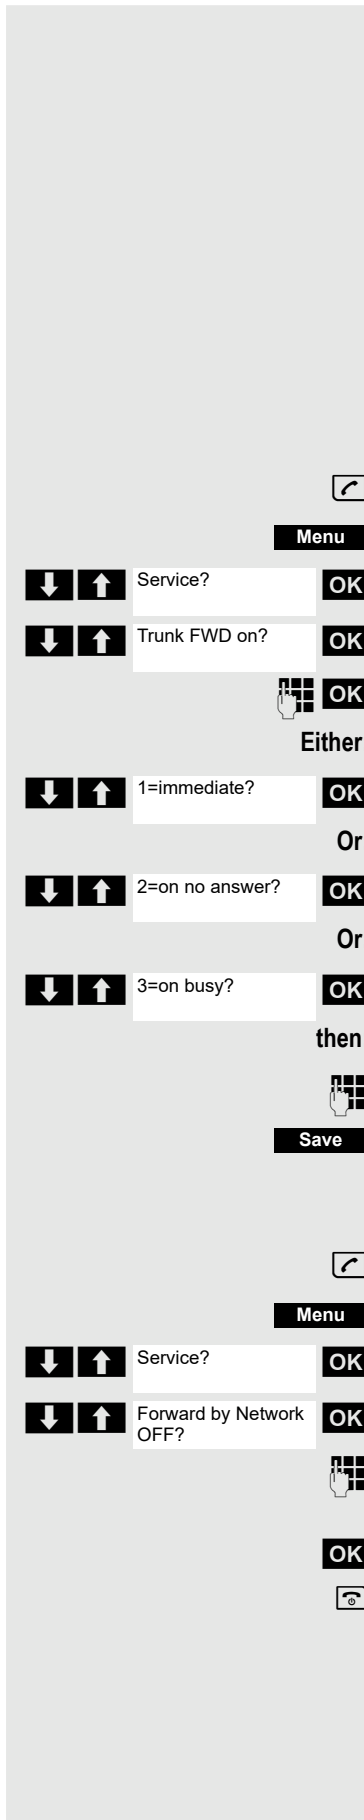 Menu
Service? OK
Trunk FWD on? OK
OK
Either
1=immediate? OK
Or
2=on no answer? OK
Or
3=on busy? OK
then
Save
Menu
Service? OK
Forward by Network OK
OFF?
OK